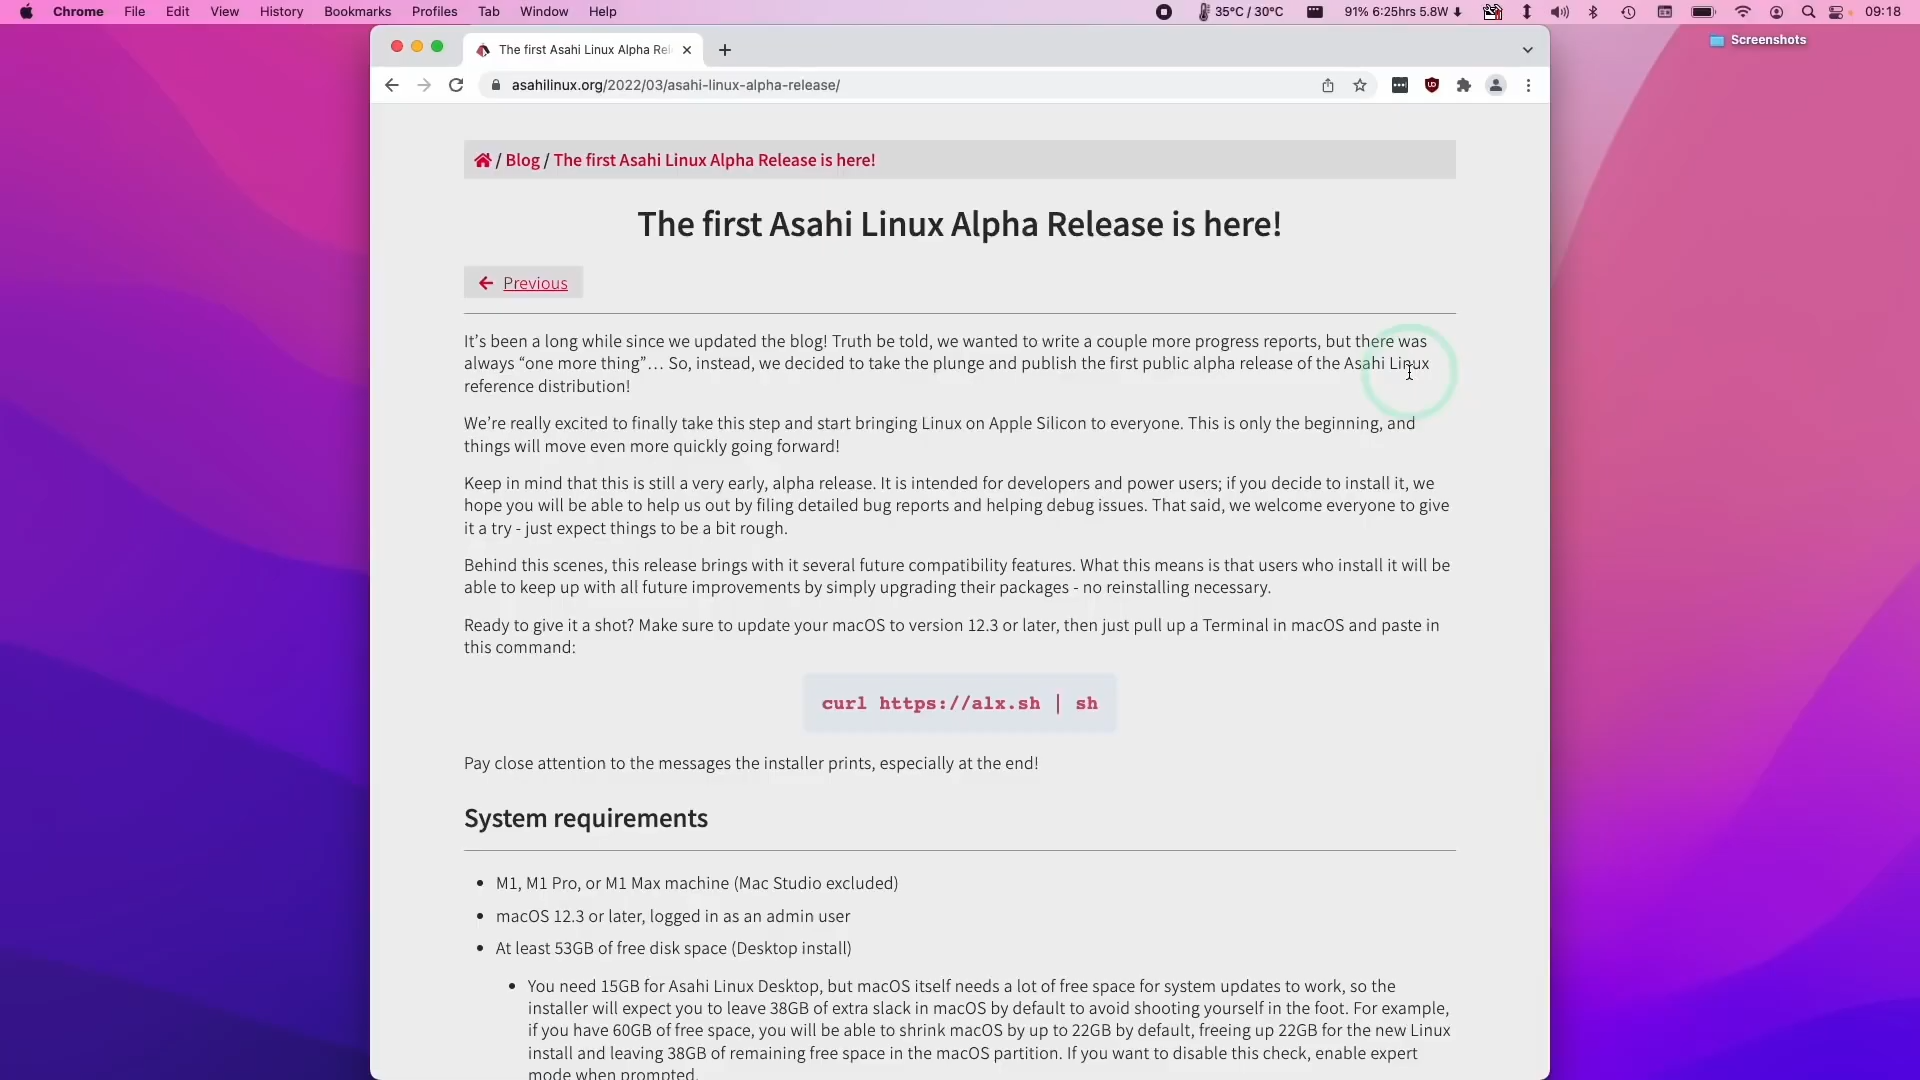 Chrome File Edit View History Bookmarks Profiles Tab Window Help 35°C / 30°C 91% 6:25hrs 5.8W 09:18
Screenshots
The first Asahi Linux Alpha Rel
asahilinux.org/2022/03/asahi-linux-alpha-release/
/ Blog / The first Asahi Linux Alpha Release is here!
The first Asahi Linux Alpha Release is here!
Previous
It’s been a long while since we updated the blog! Truth be told, we wanted to write a couple more progress reports, but there was
always “one more thing”… So, instead, we decided to take the plunge and publish the first public alpha release of the Asahi Linux
reference distribution!
We’re really excited to finally take this step and start bringing Linux on Apple Silicon to everyone. This is only the beginning, and
things will move even more quickly going forward!
Keep in mind that this is still a very early, alpha release. It is intended for developers and power users; if you decide to install it, we
hope you will be able to help us out by filing detailed bug reports and helping debug issues. That said, we welcome everyone to give
it a try - just expect things to be a bit rough.
Behind this scenes, this release brings with it several future compatibility features. What this means is that users who install it will be
able to keep up with all future improvements by simply upgrading their packages - no reinstalling necessary.
Ready to give it a shot? Make sure to update your macOS to version 12.3 or later, then just pull up a Terminal in macOS and paste in
this command:
curl https://alx.sh | sh
Pay close attention to the messages the installer prints, especially at the end!
System requirements
• M1, M1 Pro, or M1 Max machine (Mac Studio excluded)
• macOS 12.3 or later, logged in as an admin user
• At least 53GB of free disk space (Desktop install)
• You need 15GB for Asahi Linux Desktop, but macOS itself needs a lot of free space for system updates to work, so the
installer will expect you to leave 38GB of extra slack in macOS by default to avoid shooting yourself in the foot. For example,
if you have 60GB of free space, you will be able to shrink macOS by up to 22GB by default, freeing up 22GB for the new Linux
install and leaving 38GB of remaining free space in the macOS partition. If you want to disable this check, enable expert
mode when prompted.